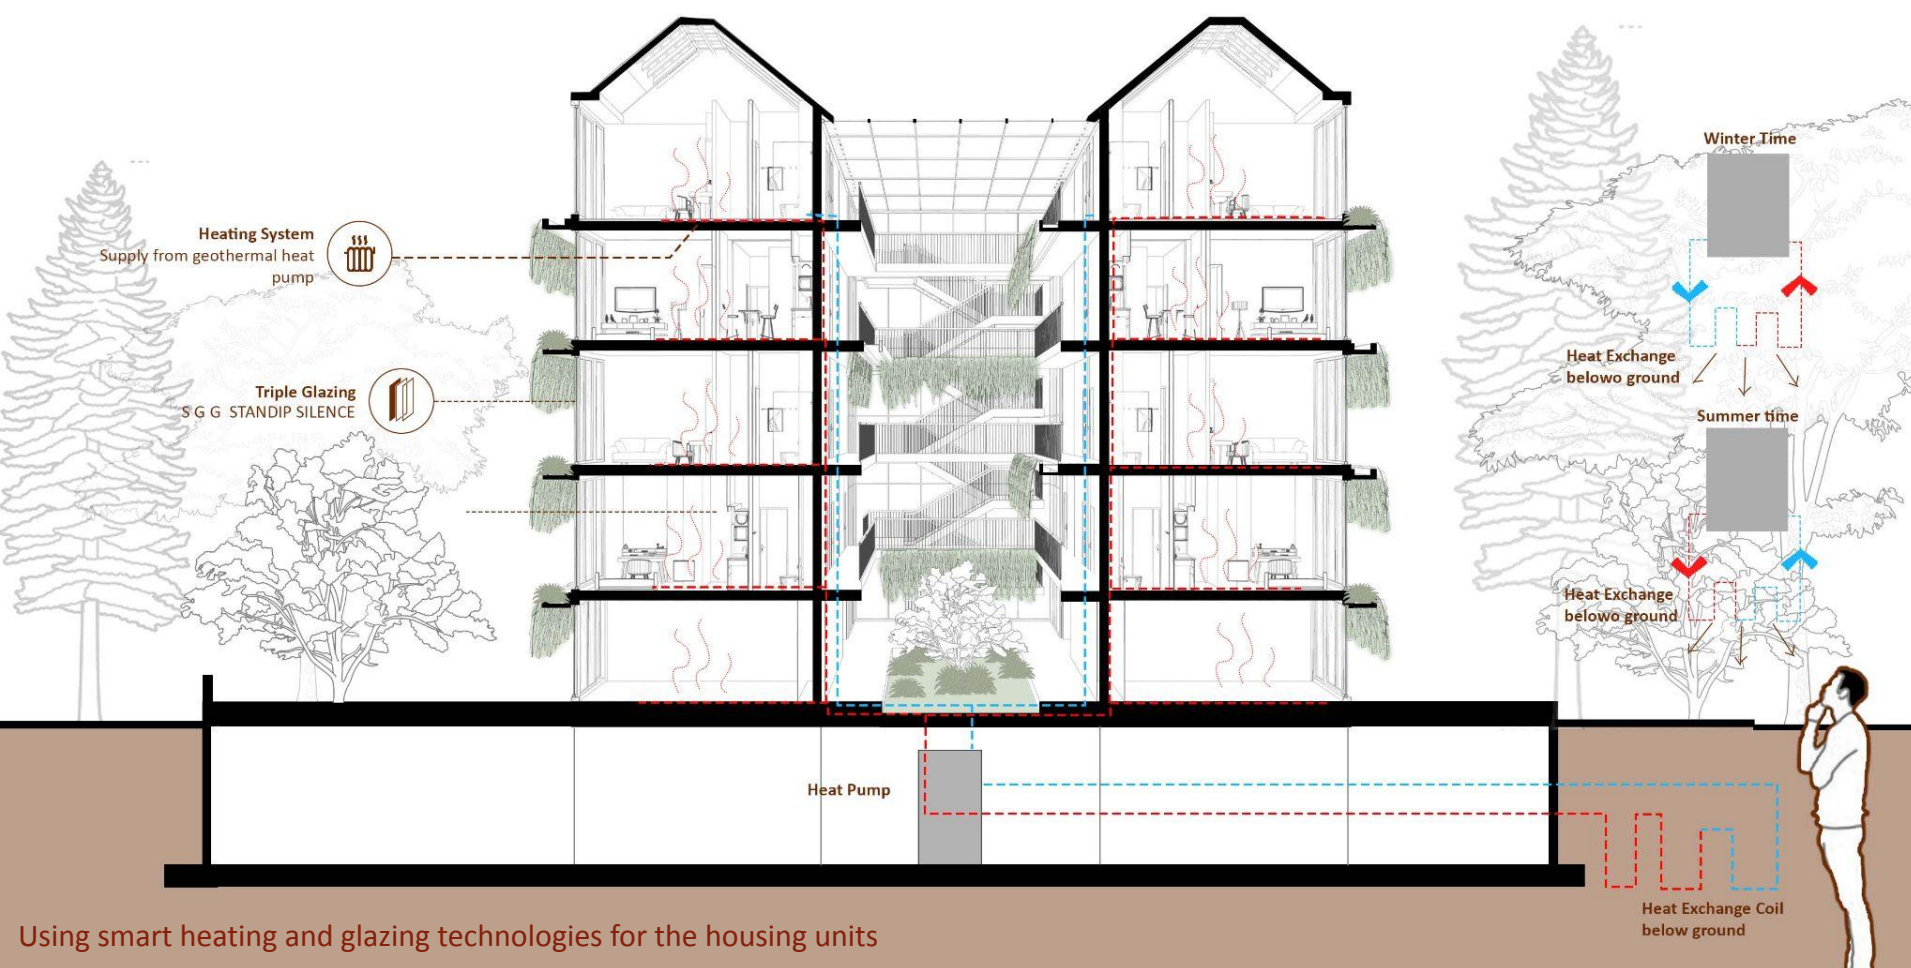 Winter Time
Heating System
Supply from geothermal heat
pump
Heat Exchange
belowo ground
Triple Glazing
S G G  STANDIP SILENCE
Summer time
Heat Exchange
belowo ground
Heat Pump
Heat Exchange Coil
below ground
Using smart heating and glazing technologies for the housing units